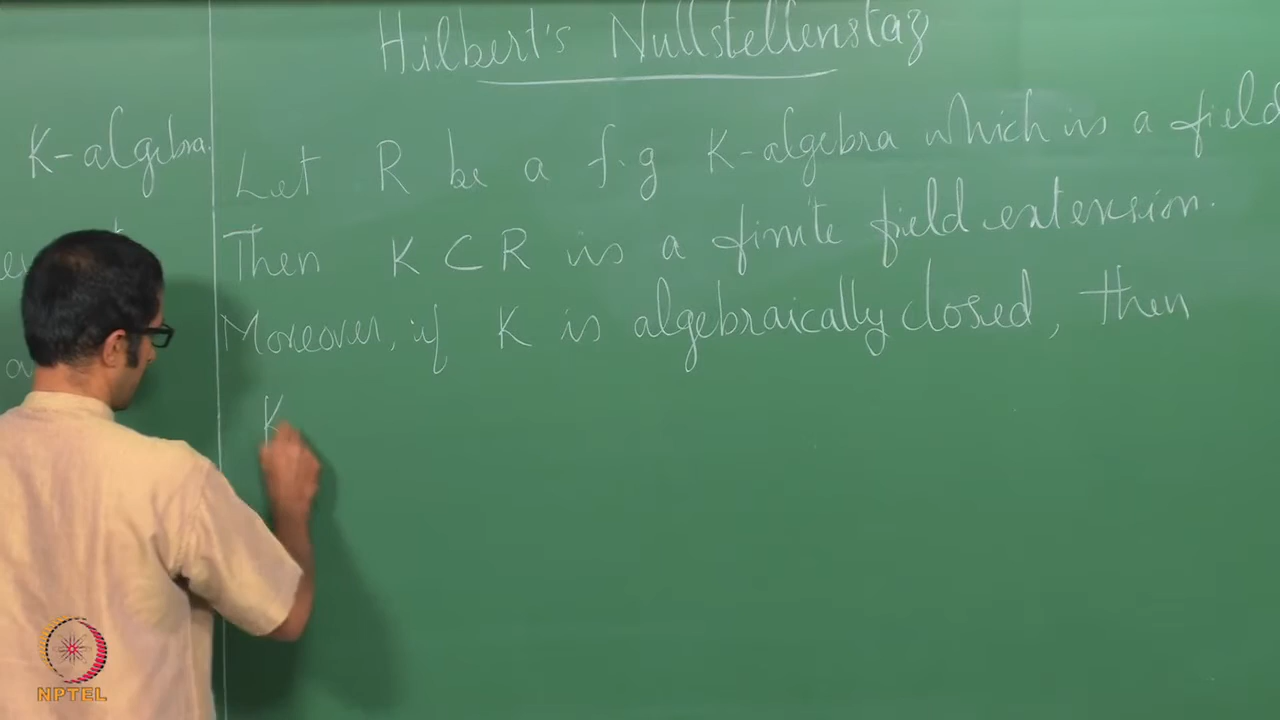 Hilbert's Nullstellenstaz
K-algebra.
Let R be a f.g K-algebra which is a field
Then K ⊂ R is a finite field extension.
Moreover, if K is algebraically closed, then
K
NPTEL